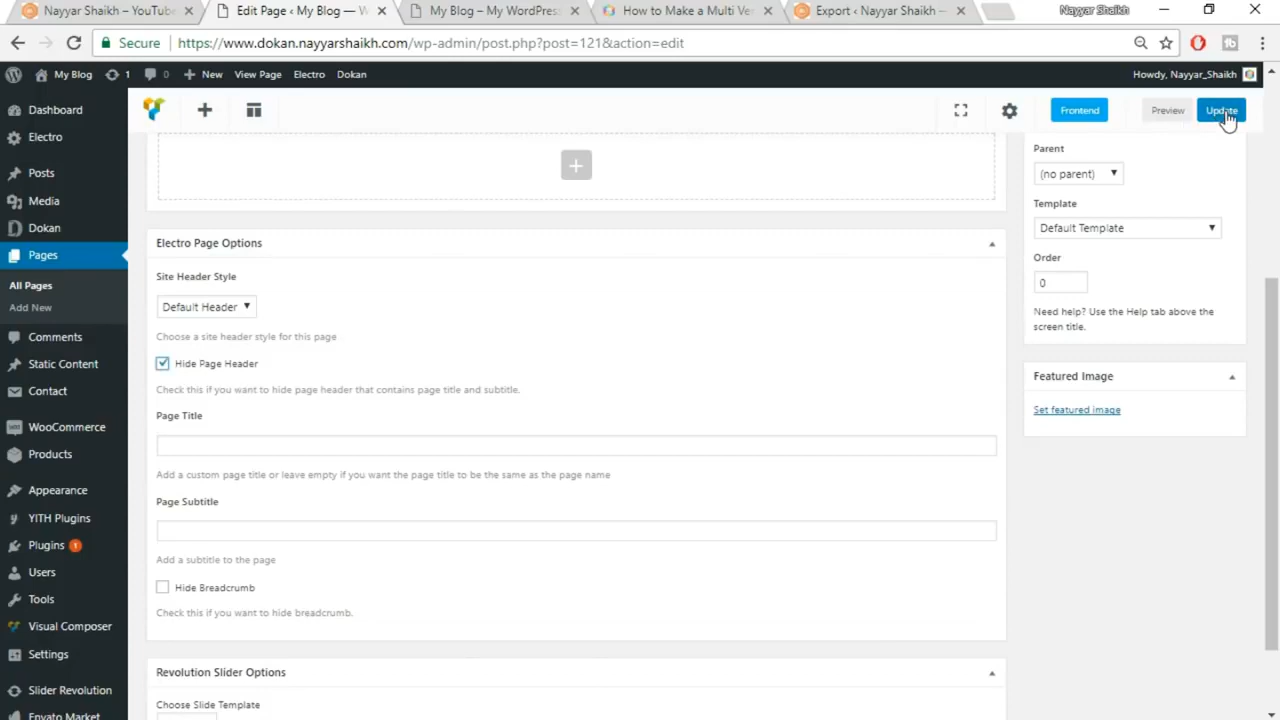 Nayyar Shaikh – YouTube
Edit Page ‹ My Blog — W
My Blog – My WordPress
How to Make a Multi Ve
Export ‹ Nayyar Shaikh —
Nayyar Shaikh
Secure
https://www.dokan.nayyarshaikh.com/wp-admin/post.php?post=121&action=edit
My Blog
1
0
New
View Page
Electro
Dokan
Howdy, Nayyar_Shaikh
Dashboard
Electro
Posts
Media
Dokan
Pages
All Pages
Add New
Comments
Static Content
Contact
WooCommerce
Products
Appearance
YITH Plugins
Plugins 1
Users
Tools
Visual Composer
Settings
Slider Revolution
Envato Market
Frontend
Preview
Update
Electro Page Options
Site Header Style
Default Header
Choose a site header style for this page
Hide Page Header
Check this if you want to hide page header that contains page title and subtitle.
Page Title
Add a custom page title or leave empty if you want the page title to be the same as the page name
Page Subtitle
Add a subtitle to the page
Hide Breadcrumb
Check this if you want to hide breadcrumb.
Revolution Slider Options
Choose Slide Template
Parent
(no parent)
Template
Default Template
Order
0
Need help? Use the Help tab above the
screen title.
Featured Image
Set featured image